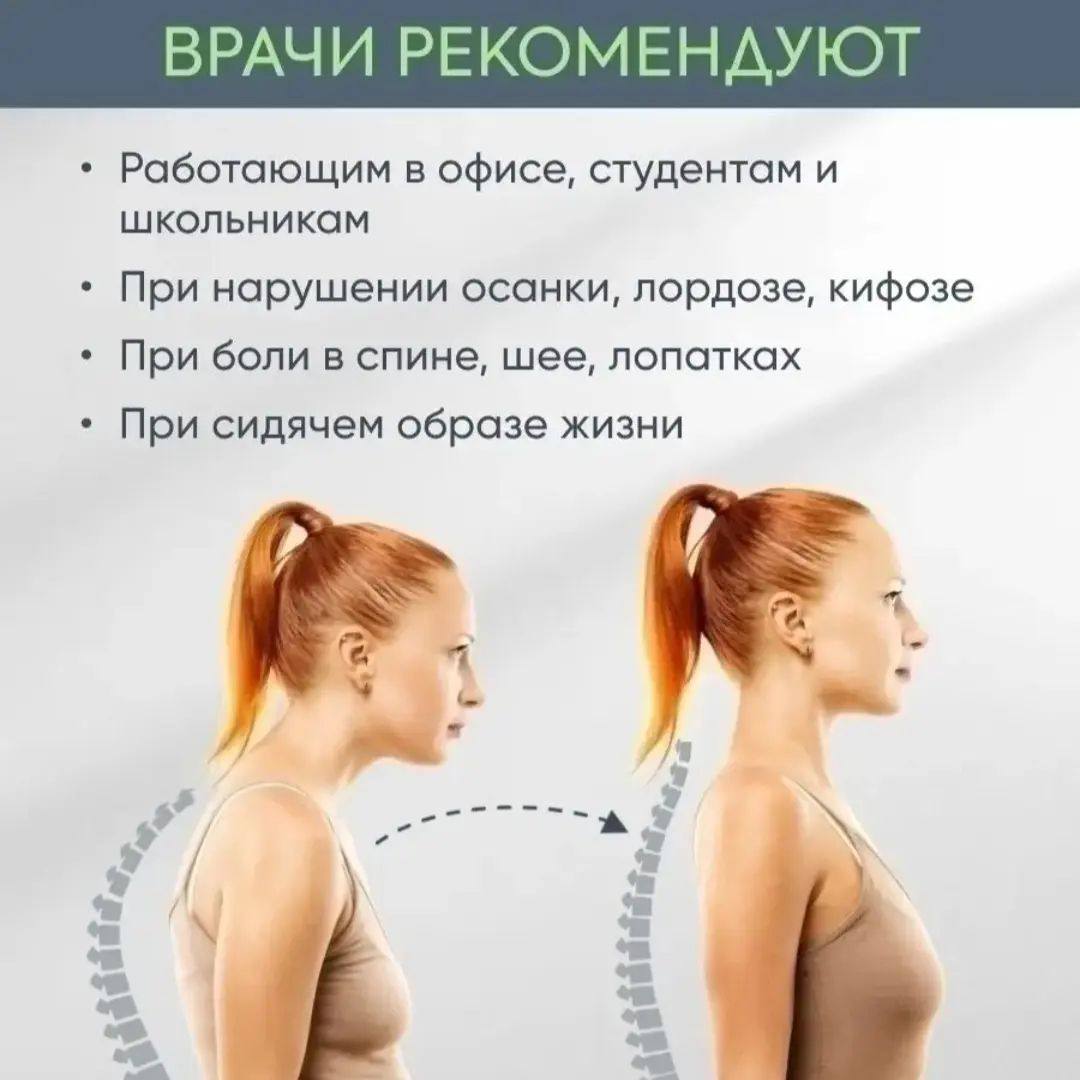 ВРАЧИ РЕКОМЕНДУЮТ
• Работающим в офисе, студентам и
школьникам
• При нарушении осанки, лордозе, кифозе
• При боли в спине, шее, лопатках
• При сидячем образе жизни